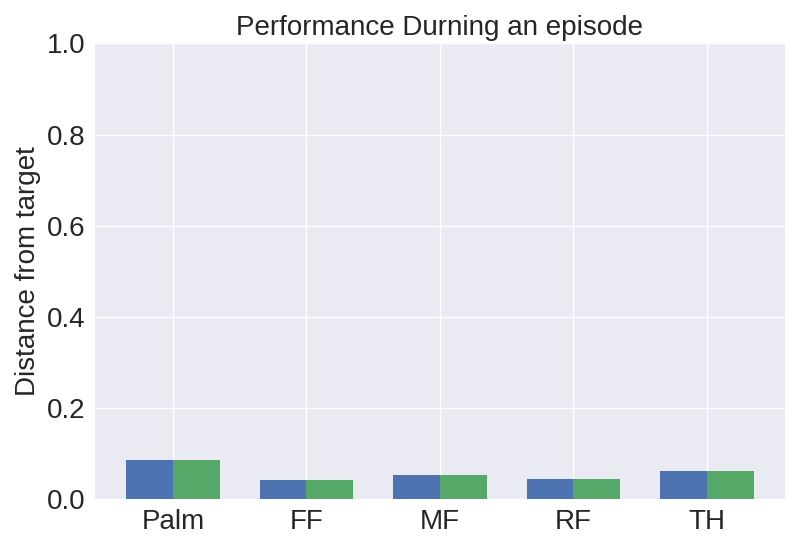 Performance Durning an episode
Distance from target
1.0
0.8
0.6
0.4
0.2
0.0
Palm FF MF RF TH